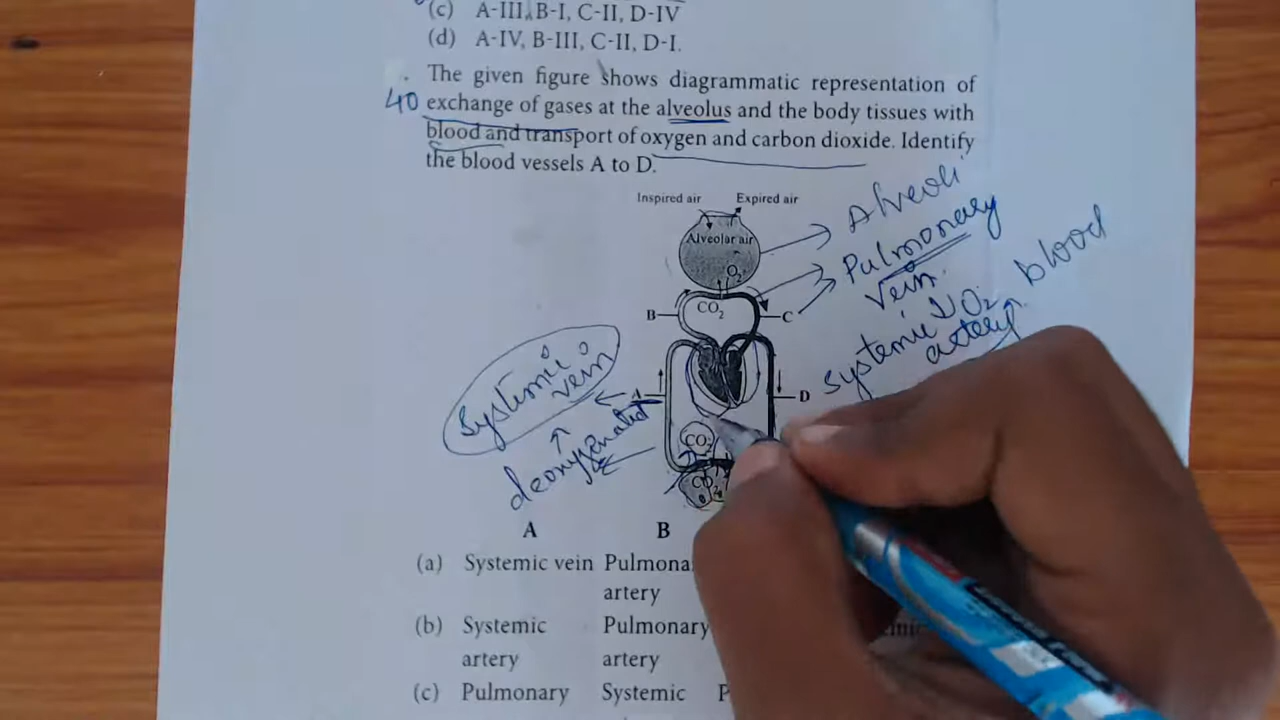 (c) A-III, B-I, C-II, D-IV
(d) A-IV, B-III, C-II, D-I.
The given figure shows diagrammatic representation of
40 exchange of gases at the alveolus and the body tissues with
blood and transport of oxygen and carbon dioxide. Identify
the blood vessels A to D.
Inspired air Expired air
Alveolar air
O2
CO2
B
C
D
CO2
Alveoli
Pulmonary
vein
O2 blood
systemic
artery
Systemic
vein
deoxygenated
A B
(a) Systemic vein
artery
(b) Systemic Pulmonary
artery artery
(c) Pulmonary Systemic